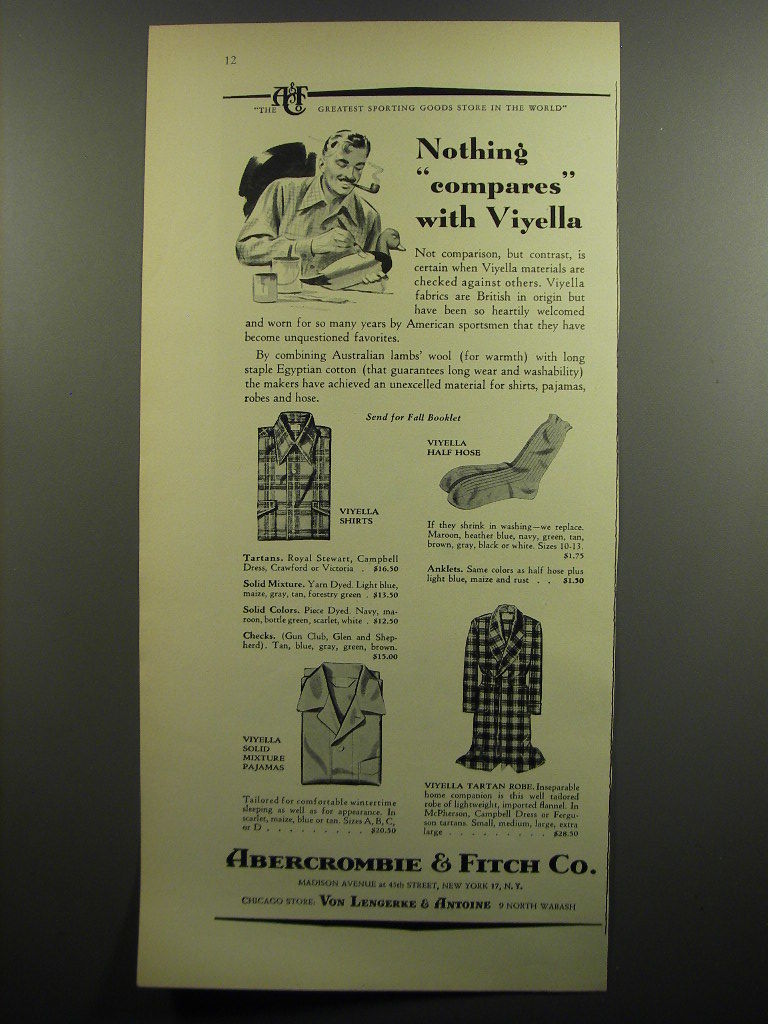 12
A&F Co
"THE GREATEST SPORTING GOODS STORE IN THE WORLD"
Nothing
"compares"
with Viyella
Not comparison, but contrast, is
certain when Viyella materials are
checked against others. Viyella
fabrics are British in origin but
have been so heartily welcomed
and worn for so many years by American sportsmen that they have
become unquestioned favorites.
By combining Australian lambs' wool (for warmth) with long
staple Egyptian cotton (that guarantees long wear and washability)
the makers have achieved an unexcelled material for shirts, pajamas,
robes and hose.
Send for Fall Booklet
VIYELLA
SHIRTS
Tartans. Royal Stewart, Campbell
Dress, Crawford or Victoria . $16.50
Solid Mixture. Yarn Dyed. Light blue,
maize, gray, tan, forestry green . $13.50
Solid Colors. Piece Dyed. Navy, ma-
roon, bottle green, scarlet, white . $12.50
Checks. (Gun Club, Glen and Shep-
herd). Tan, blue, gray, green, brown.
$15.00
VIYELLA
HALF HOSE
If they shrink in washing—we replace.
Maroon, heather blue, navy, green, tan,
brown, gray, black or white. Sizes 10-13.
$1.75
Anklets. Same colors as half hose plus
light blue, maize and rust . . $1.50
VIYELLA
SOLID
MIXTURE
PAJAMAS
Tailored for comfortable wintertime
sleeping as well as for appearance. In
scarlet, maize, blue or tan. Sizes A, B, C,
or D . . . . . . . . . $20.50
VIYELLA TARTAN ROBE. Inseparable
home companion is this well tailored
robe of lightweight, imported flannel. In
McPherson, Campbell Dress or Fergu-
son tartans. Small, medium, large, extra
large . . . . . . . . . $28.50
ABERCROMBIE & FITCH CO.
MADISON AVENUE at 45th STREET, NEW YORK 17, N. Y.
CHICAGO STORE: VON LENGERKE & ANTOINE 9 NORTH WABASH